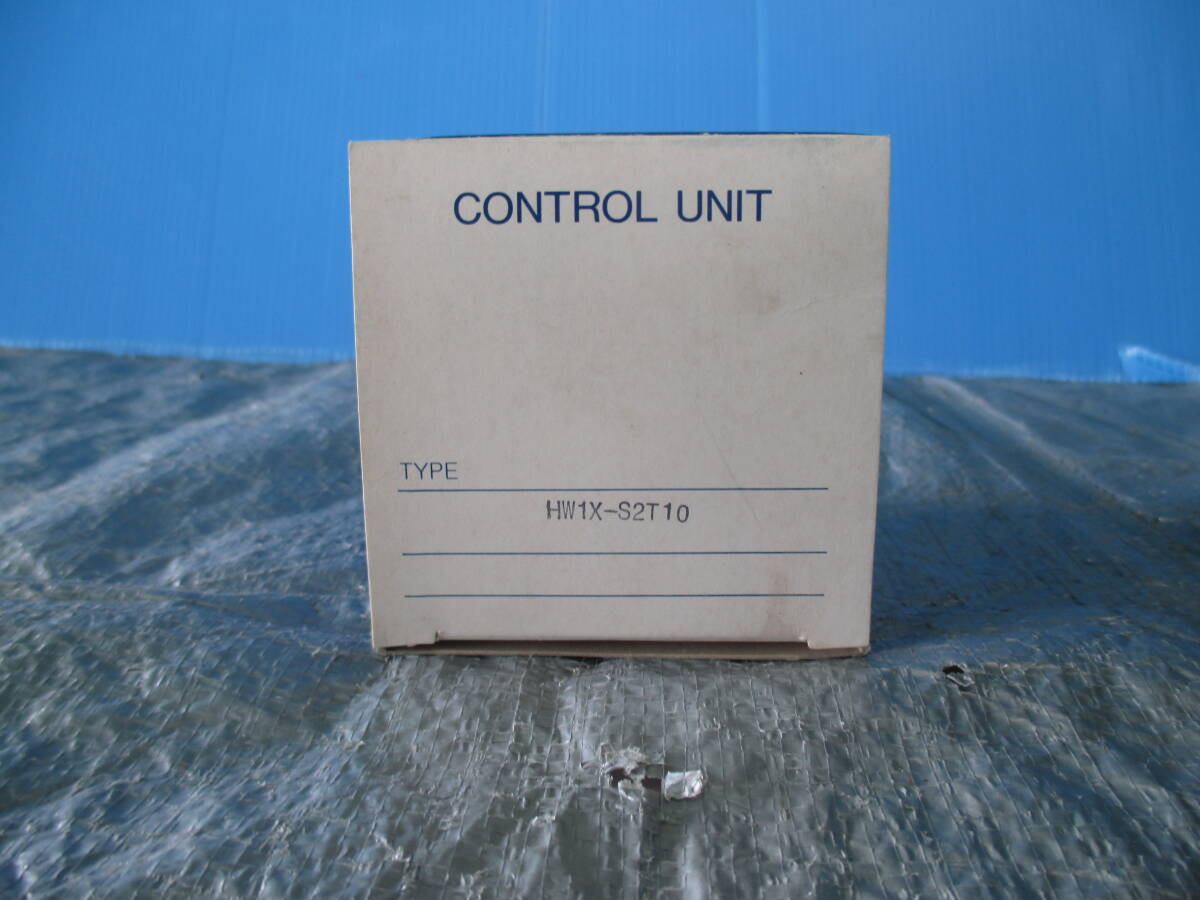 CONTROL UNIT
TYPE
HW1X-S2T10